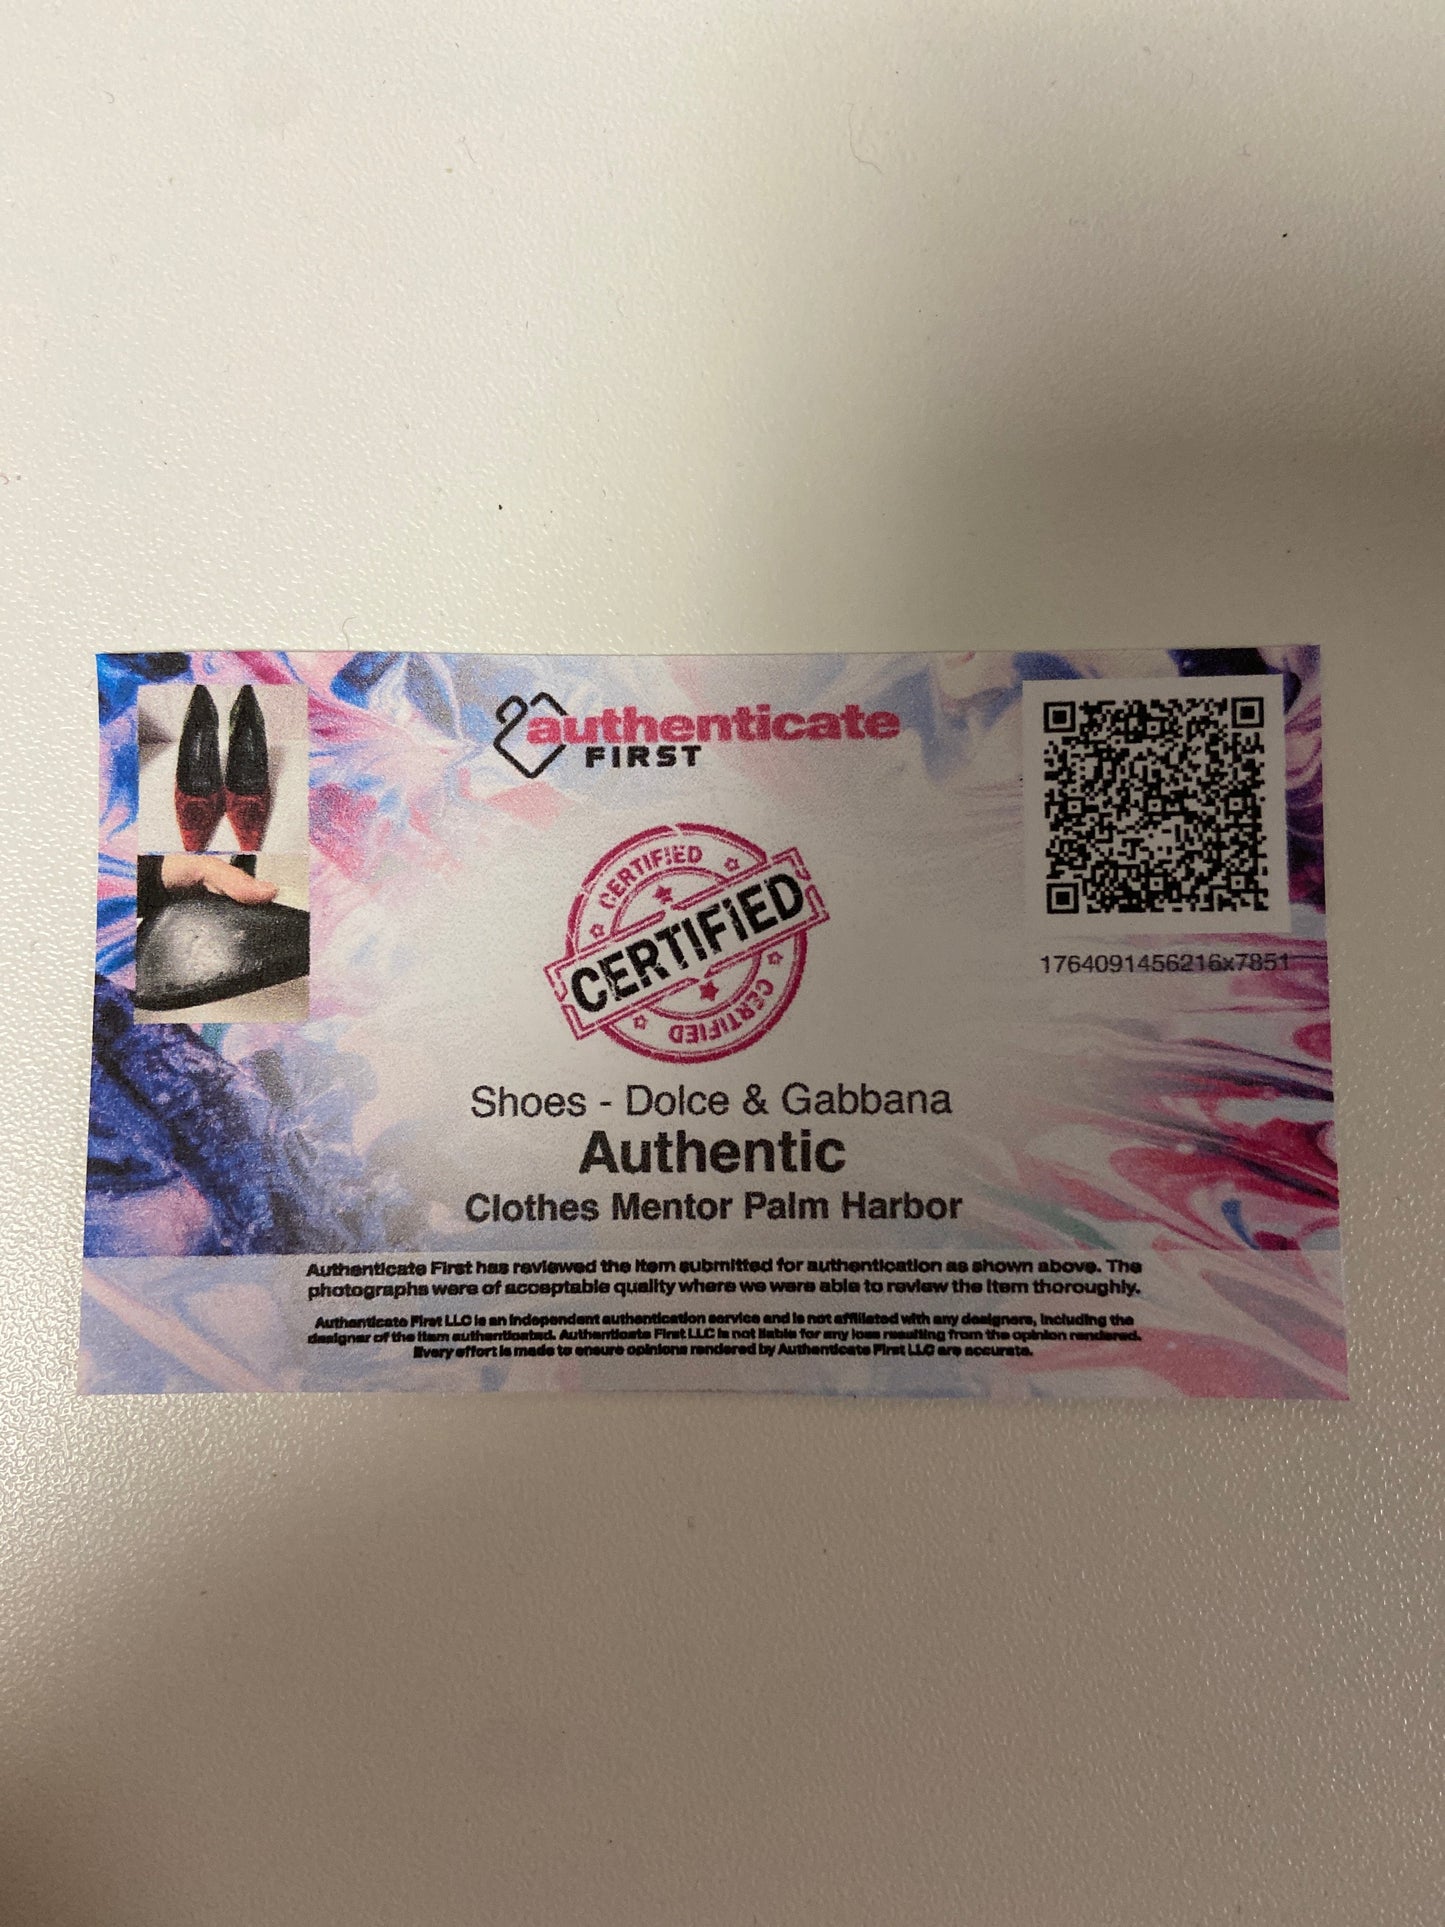 authenticate
FIRST
1764091456216x7851
CERTIFIED
CERTIFIED
CERTIFIED
Shoes - Dolce & Gabbana
Authentic
Clothes Mentor Palm Harbor
Authenticate First has reviewed the item submitted for authentication as shown above. The
photographs were of acceptable quality where we were able to review the item thoroughly.
Authenticate First LLC is an independent authentication service and is not affiliated with any designers, including the
designer of the item authenticated. Authenticate First LLC is not liable for any loss resulting from the opinion rendered.
Every effort is made to ensure opinions rendered by Authenticate First LLC are accurate.